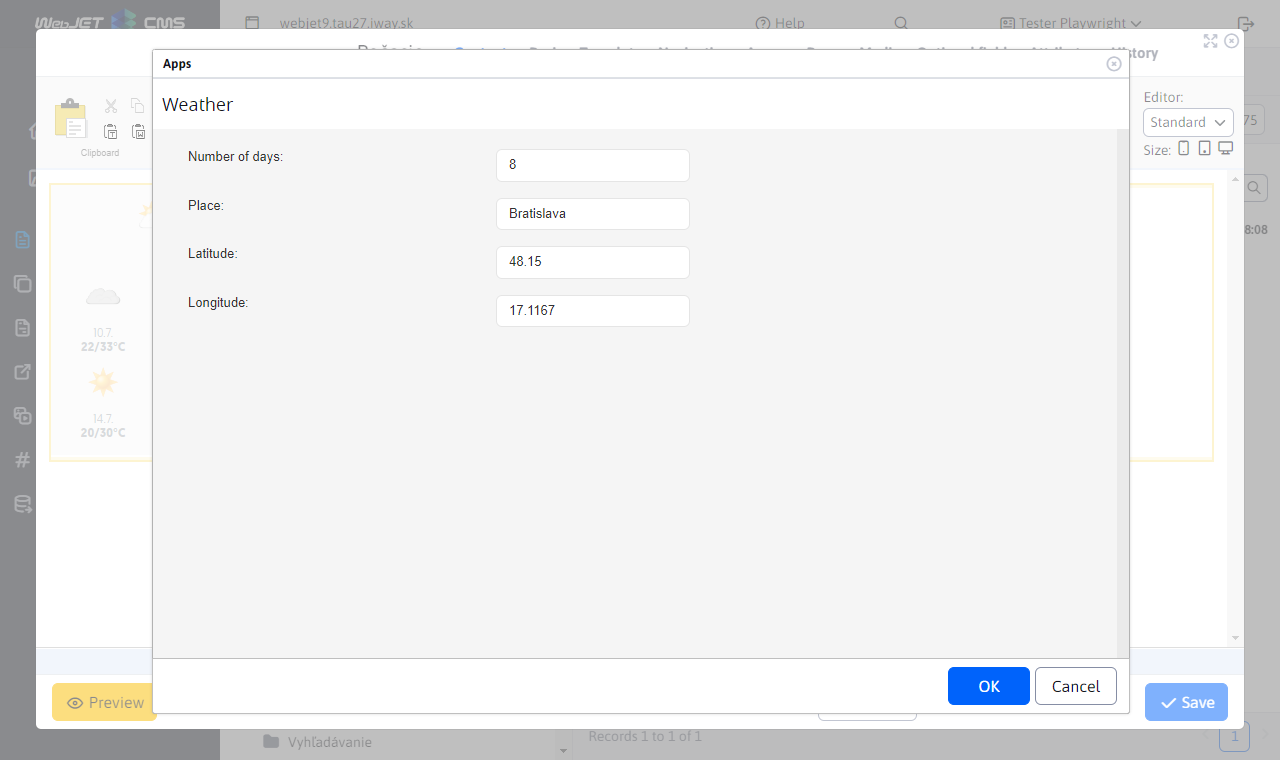 WebJET CMS
webjet9.tau27.iway.sk
Help
Tester Playwright
History
Apps
Weather
Editor:
Standard
75
Clipboard
Size:
Number of days:
8
Place:
Bratislava
8:08
Latitude:
48.15
Longitude:
17.1167
10.7.
22/33°C
14.7.
20/30°C
OK
Cancel
Preview
Save
Vyhľadávanie
Records 1 to 1 of 1
1